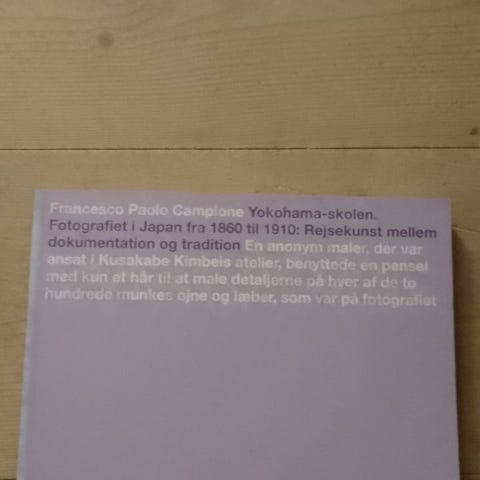 Francesco Paolo Campione Yokohama-skolen.
Fotografiet i Japan fra 1860 til 1910: Rejsekunst mellem
dokumentation og tradition En anonym maler, der var
ansat i Kusakabe Kimbeis atelier, benyttede en pensel
med kun et hår til at male detaljerne på hver af de to
hundrede munkes øjne og læber, som var på fotografiet